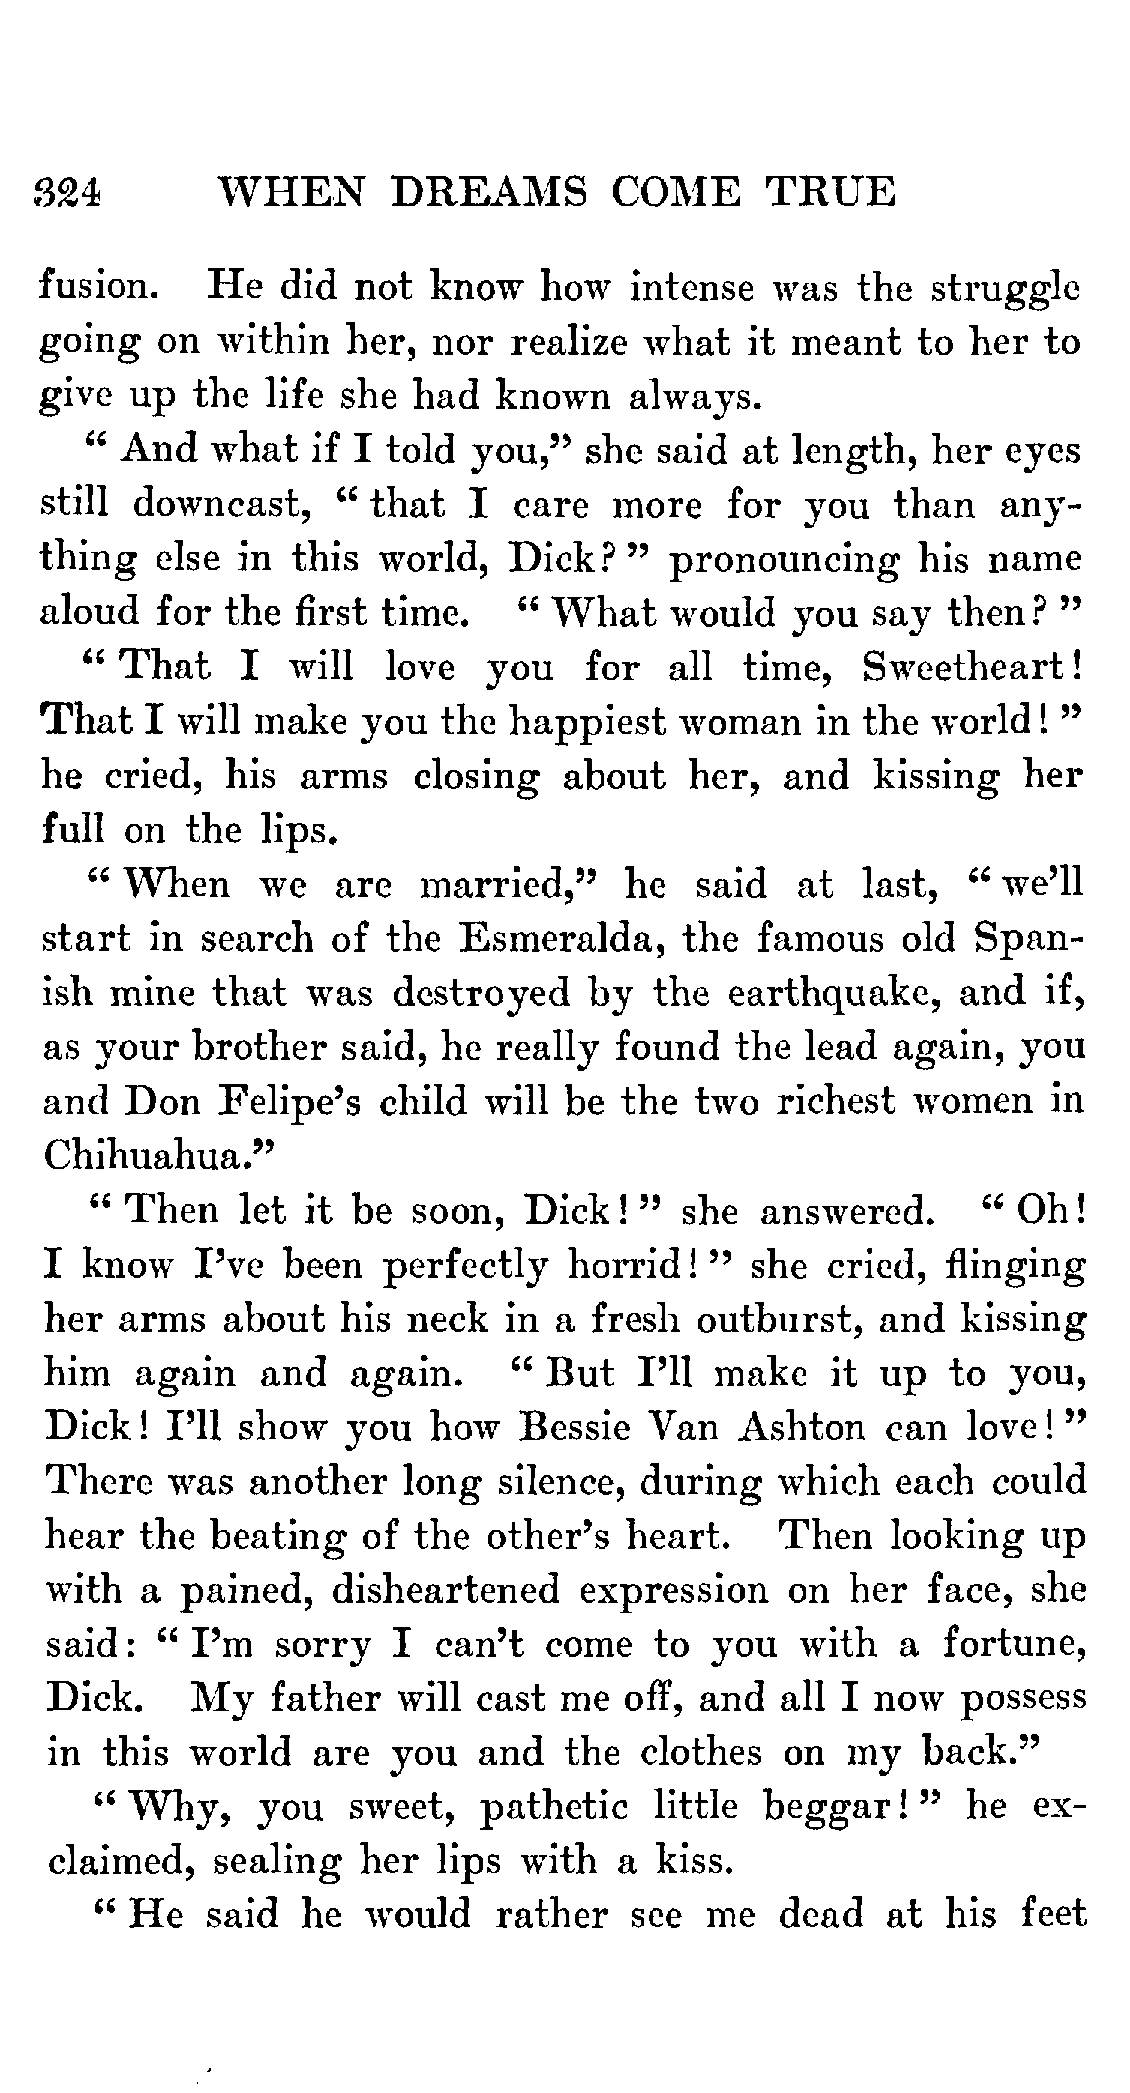 324 WHEN DREAMS COME TRUE
fusion. He did not know how intense was the struggle
going on within her, nor realize what it meant to her to
give up the life she had known always.
“ And what if I told you,” she said at length, her eyes
still downcast, “ that I care more for you than any-
thing else in this world, Dick? ” pronouncing his name
aloud for the first time. “ What would you say then? ”
“ That I will love you for all time, Sweetheart!
That I will make you the happiest woman in the world! ”
he cried, his arms closing about her, and kissing her
full on the lips.
“ When we are married,” he said at last, “ we’ll
start in search of the Esmeralda, the famous old Span-
ish mine that was destroyed by the earthquake, and if,
as your brother said, he really found the lead again, you
and Don Felipe’s child will be the two richest women in
Chihuahua.”
“ Then let it be soon, Dick! ” she answered. “ Oh!
I know I’ve been perfectly horrid! ” she cried, flinging
her arms about his neck in a fresh outburst, and kissing
him again and again. “ But I’ll make it up to you,
Dick! I’ll show you how Bessie Van Ashton can love! ”
There was another long silence, during which each could
hear the beating of the other’s heart. Then looking up
with a pained, disheartened expression on her face, she
said: “ I’m sorry I can’t come to you with a fortune,
Dick. My father will cast me off, and all I now possess
in this world are you and the clothes on my back.”
“ Why, you sweet, pathetic little beggar! ” he ex-
claimed, sealing her lips with a kiss.
“ He said he would rather see me dead at his feet